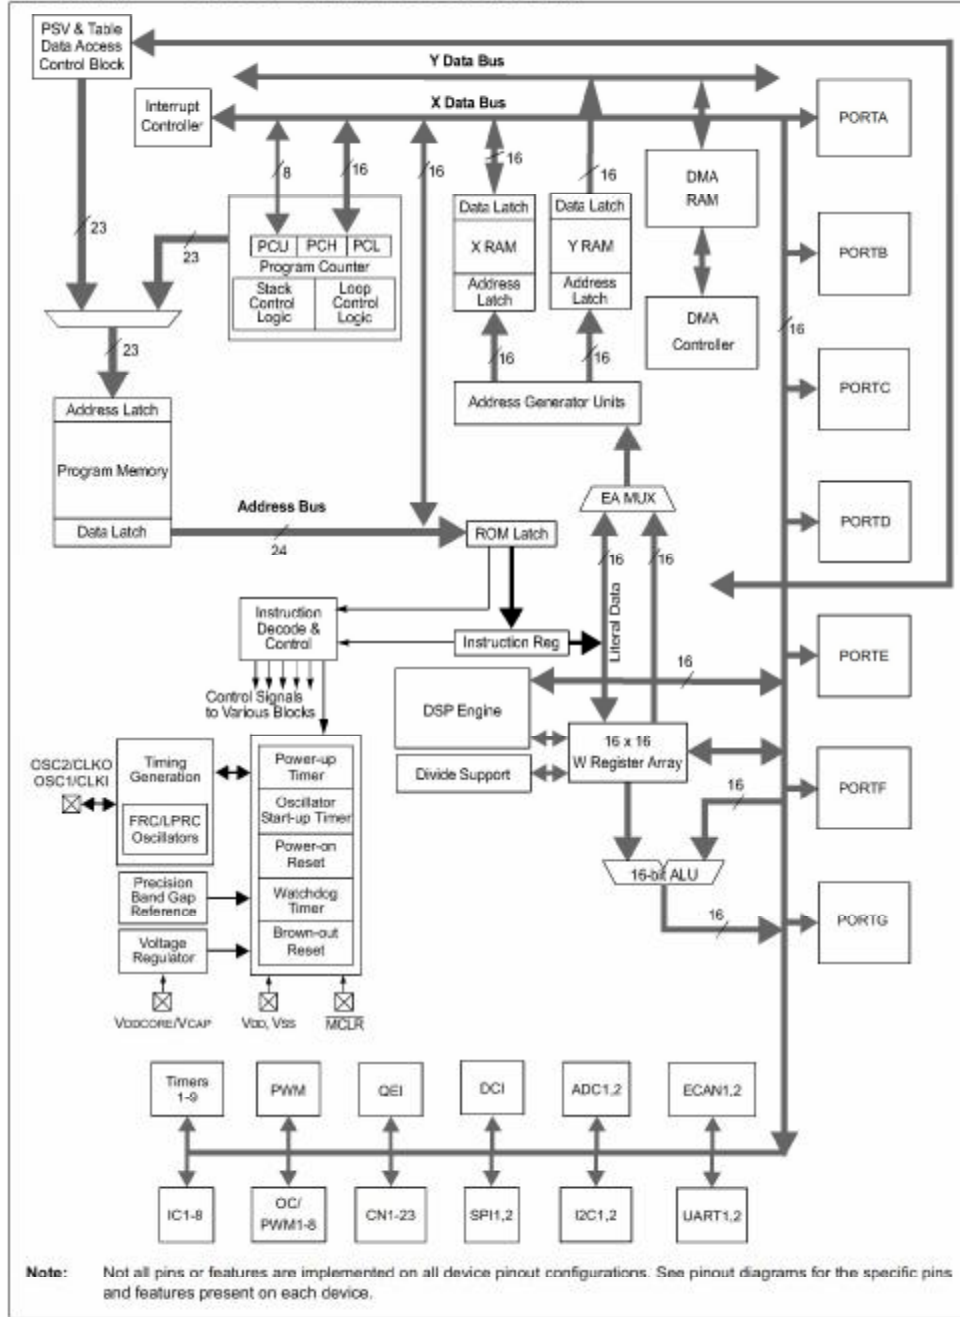 PSV & Table
Data Access
Control Block
Y Data Bus
X Data Bus
Interrupt
Controller
PORTA
8
16
16
16
16
DMA
RAM
23
23
Data Latch
Data Latch
PCU
PCH
PCL
Program Counter
X RAM
Y RAM
PORTB
Stack
Control
Logic
Loop
Control
Logic
Address
Latch
Address
Latch
DMA
Controller
16
23
16
16
PORTC
Address Latch
Address Generator Units
Program Memory
EA MUX
Address Bus
PORTD
Data Latch
24
ROM Latch
16
16
Instruction
Decode &
Control
Literal Data
Instruction Reg
PORTE
16
Control Signals
to Various Blocks
DSP Engine
16 x 16
W Register Array
OSC2/CLKO
OSC1/CLKI
Timing
Generation
Power-up
Timer
Divide Support
PORTF
16
FRC/LPRC
Oscillators
Oscillator
Start-up Timer
Power-on
Reset
16-bit ALU
Precision
Band Gap
Reference
Watchdog
Timer
16
PORTG
Voltage
Regulator
Brown-out
Reset
VDDCORE/VCAP
VDD, VSS
MCLR
Timers
1-9
PWM
QEI
DCI
ADC1,2
ECAN1,2
IC1-8
OC/
PWM1-8
CN1-23
SPI1,2
I2C1,2
UART1,2
Note: Not all pins or features are implemented on all device pinout configurations. See pinout diagrams for the specific pins
and features present on each device.